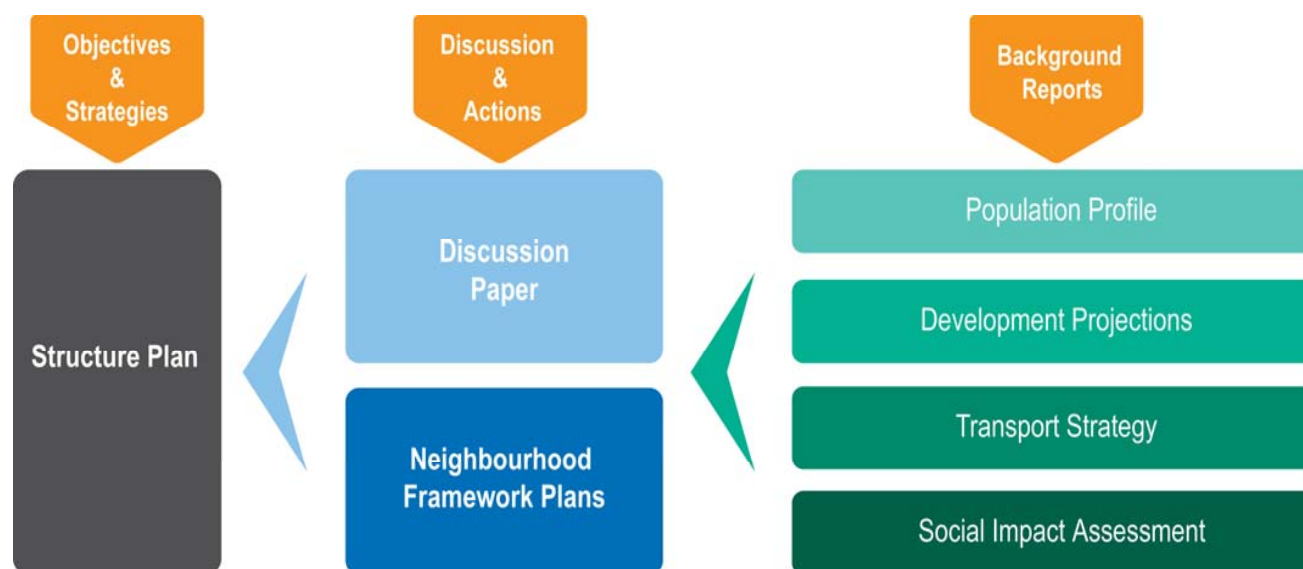 Objectives
&
Strategies
Discussion
&
Actions
Background
Reports
Structure Plan
Discussion
Paper
Neighbourhood
Framework Plans
Population Profile
Development Projections
Transport Strategy
Social Impact Assessment